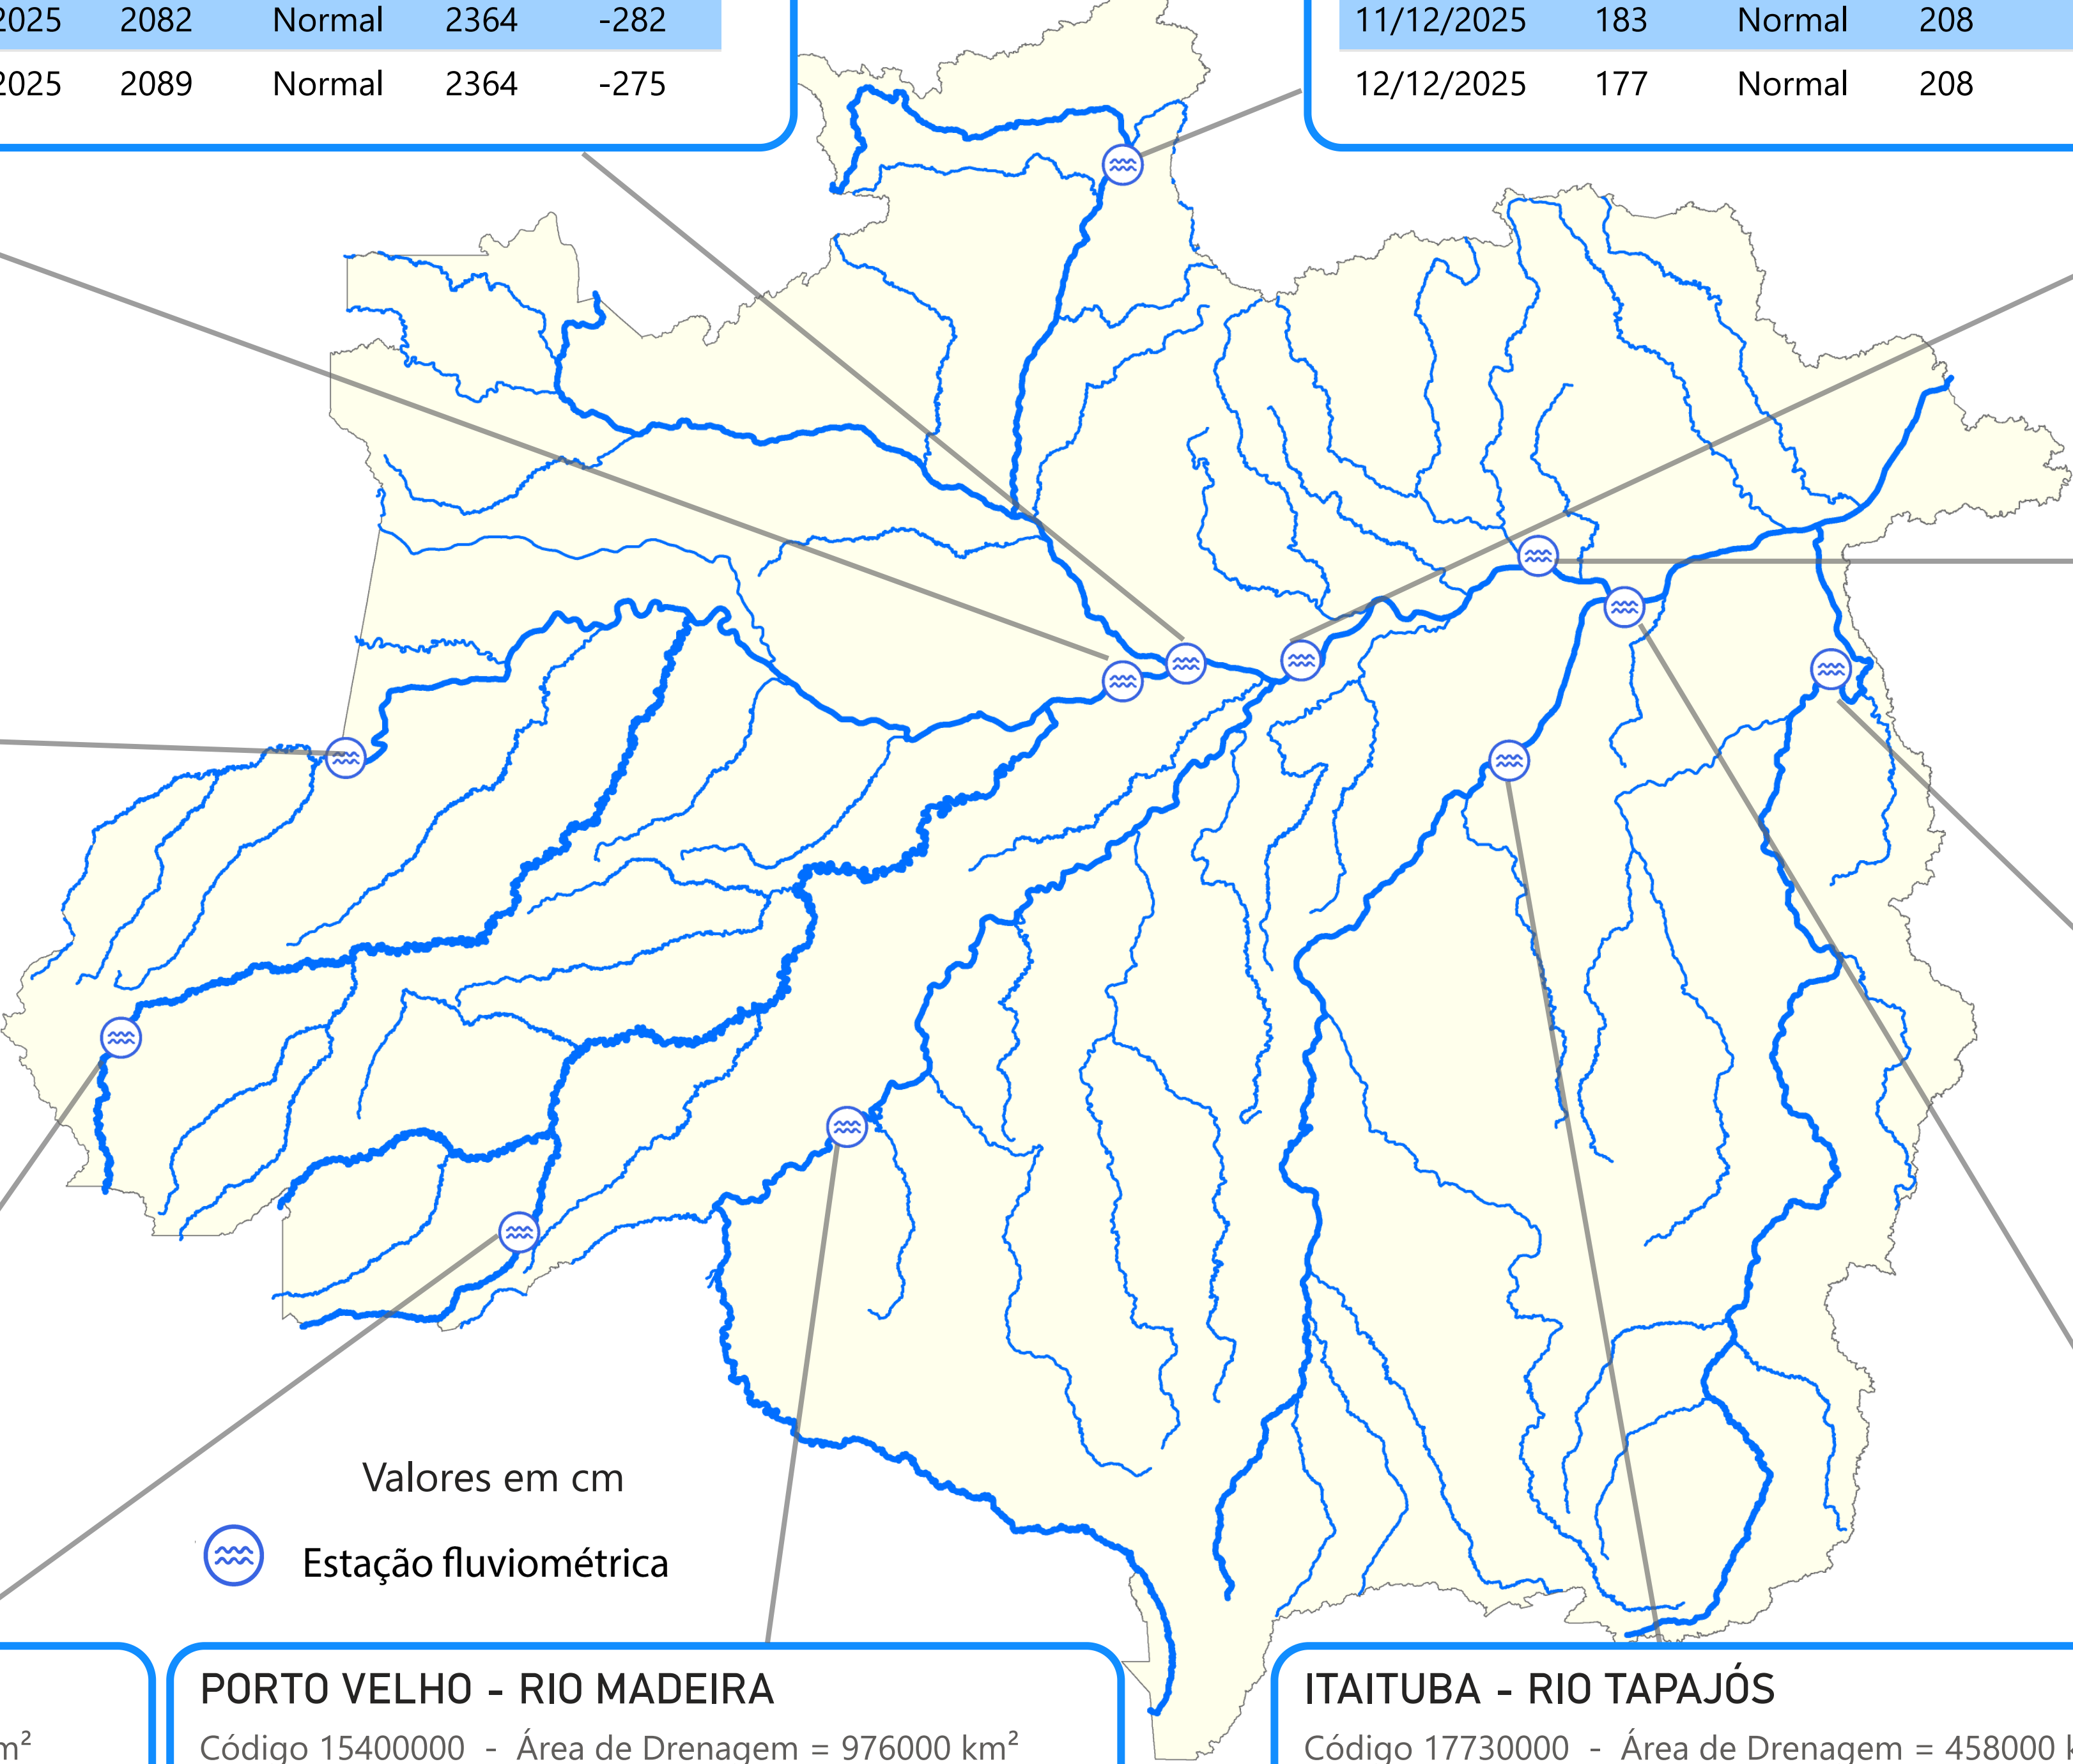 2025 2082 Normal 2364 -282
2025 2089 Normal 2364 -275
11/12/2025 183 Normal 208
12/12/2025 177 Normal 208
Valores em cm
Estação fluviométrica
m²
PORTO VELHO - RIO MADEIRA
Código 15400000 - Área de Drenagem = 976000 km²
ITAITUBA - RIO TAPAJÓS
Código 17730000 - Área de Drenagem = 458000 k